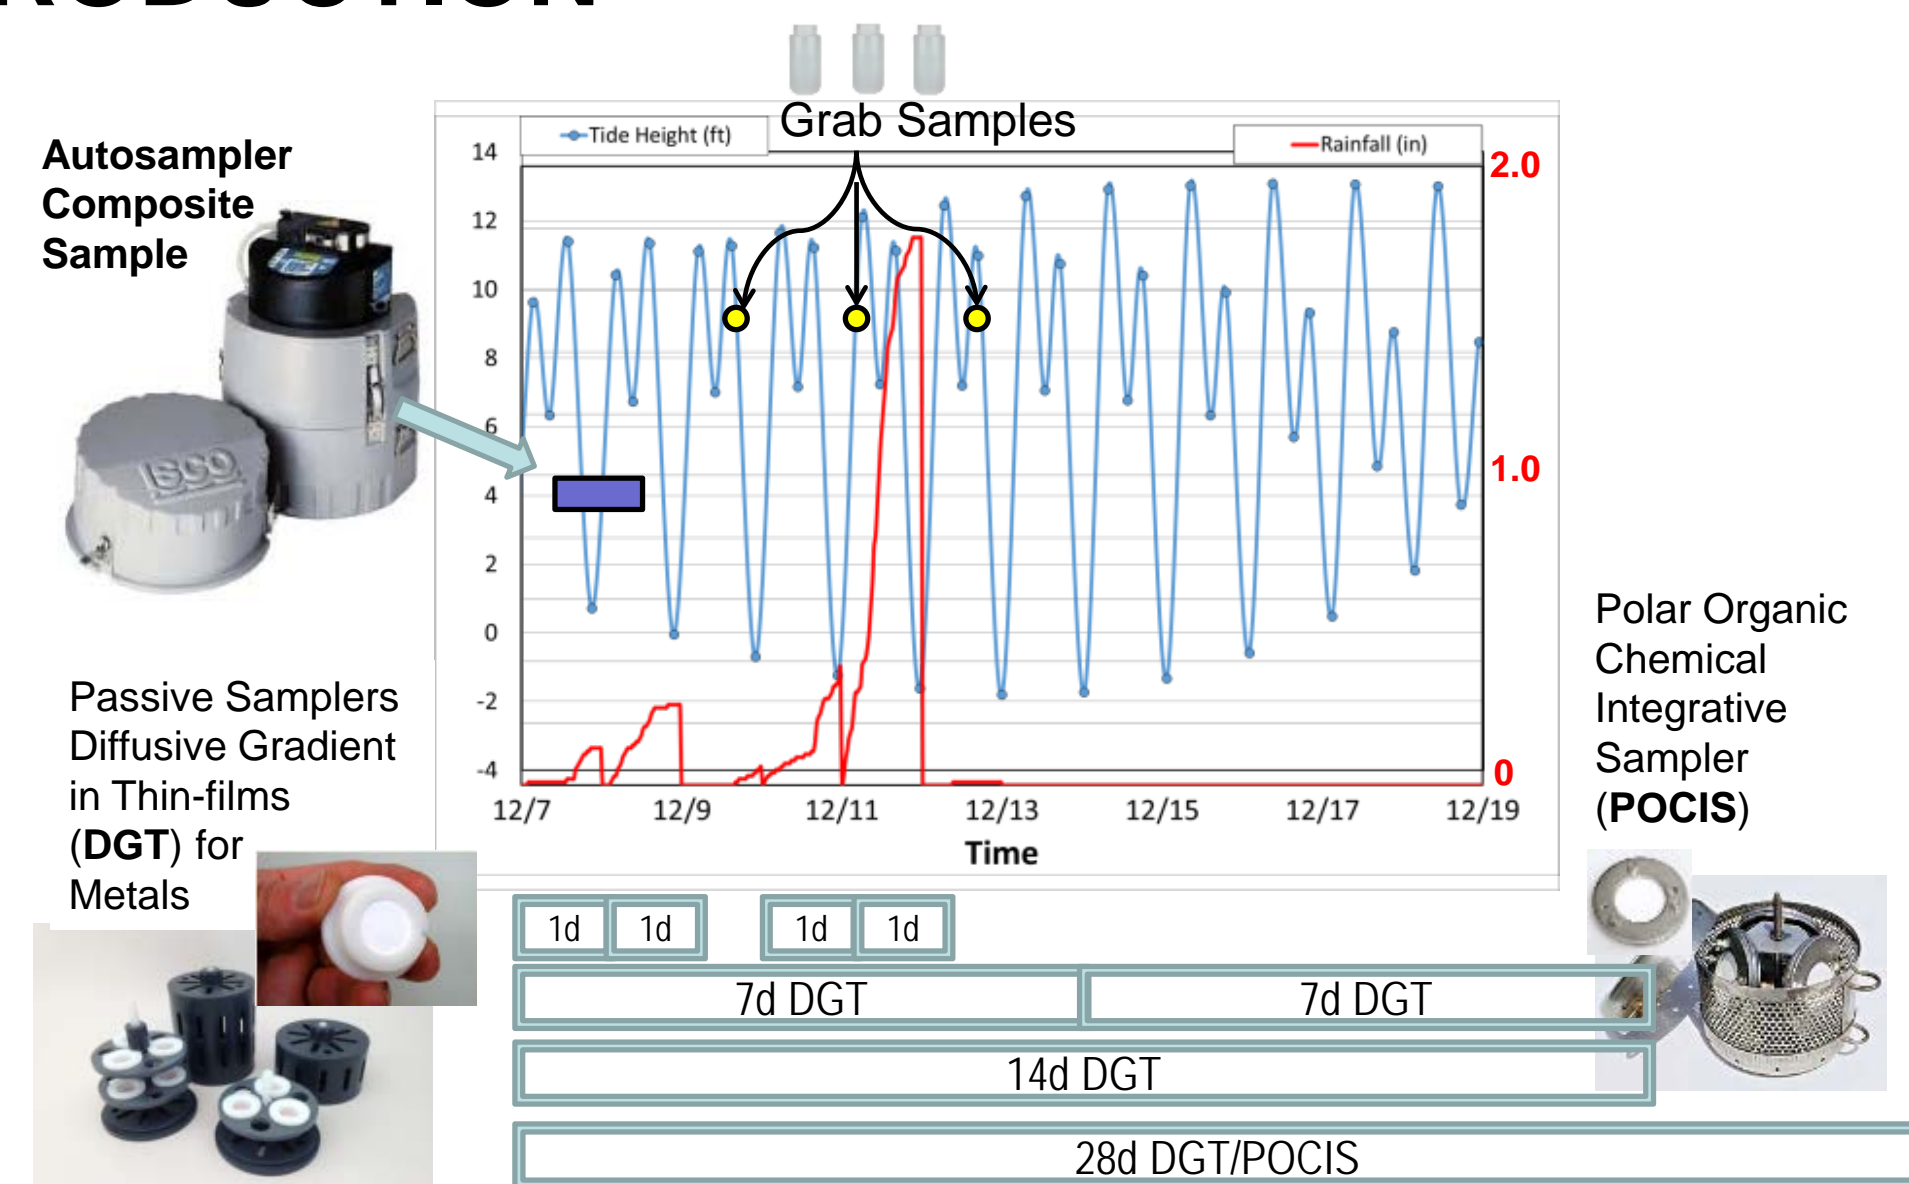 Grab Samples
Autosampler
Composite
Sample
ISCO
Tide Height (ft)
Rainfall (in)
14
12
10
8
6
4
2
0
-2
-4
2.0
1.0
0
12/7 12/9 12/11 12/13 12/15 12/17 12/19
Time
Passive Samplers
Diffusive Gradient
in Thin-films
(DGT) for
Metals
Polar Organic
Chemical
Integrative
Sampler
(POCIS)
1d 1d 1d 1d
7d DGT 7d DGT
14d DGT
28d DGT/POCIS